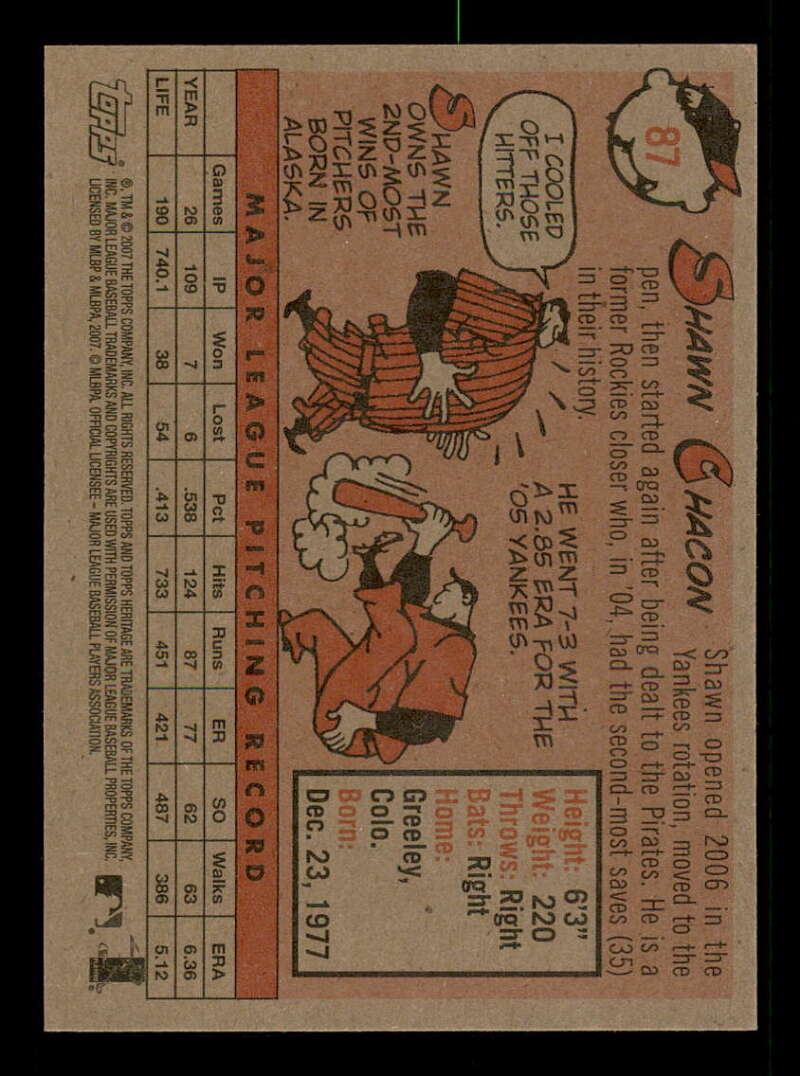 87
SHAWN CHACON
Shawn opened 2006 in the
Yankees rotation, moved to the
pen, then started again after being dealt to the Pirates. He is a
former Rockies closer who, in '04, had the second-most saves (35)
in their history.
I COOLED
OFF THOSE
HITTERS.
SHAWN
OWNS THE
2ND-MOST
WINS OF
PITCHERS
BORN IN
ALASKA.
HE WENT 7-3 WITH
A 2.85 ERA FOR THE
'05 YANKEES.
Height: 6'3"
Weight: 220
Throws: Right
Bats: Right
Home:
Greeley,
Colo.
Born:
Dec. 23, 1977
MAJOR LEAGUE PITCHING RECORD
Games IP Won Lost Pct Hits Runs ER SO Walks ERA
YEAR 26 109 7 6 .538 124 87 77 62 63 6.36
LIFE 190 740.1 38 54 .413 733 451 421 487 386 5.12
Topps®
®, TM & © 2007 THE TOPPS COMPANY, INC. ALL RIGHTS RESERVED. TOPPS AND TOPPS HERITAGE ARE TRADEMARKS OF THE TOPPS COMPANY,
INC. MAJOR LEAGUE BASEBALL TRADEMARKS AND COPYRIGHTS ARE USED WITH PERMISSION OF MAJOR LEAGUE BASEBALL PROPERTIES, INC.
LICENSED BY MLBP & MLBPA, 2007. © MLBPA. OFFICIAL LICENSEE – MAJOR LEAGUE BASEBALL PLAYERS ASSOCIATION.